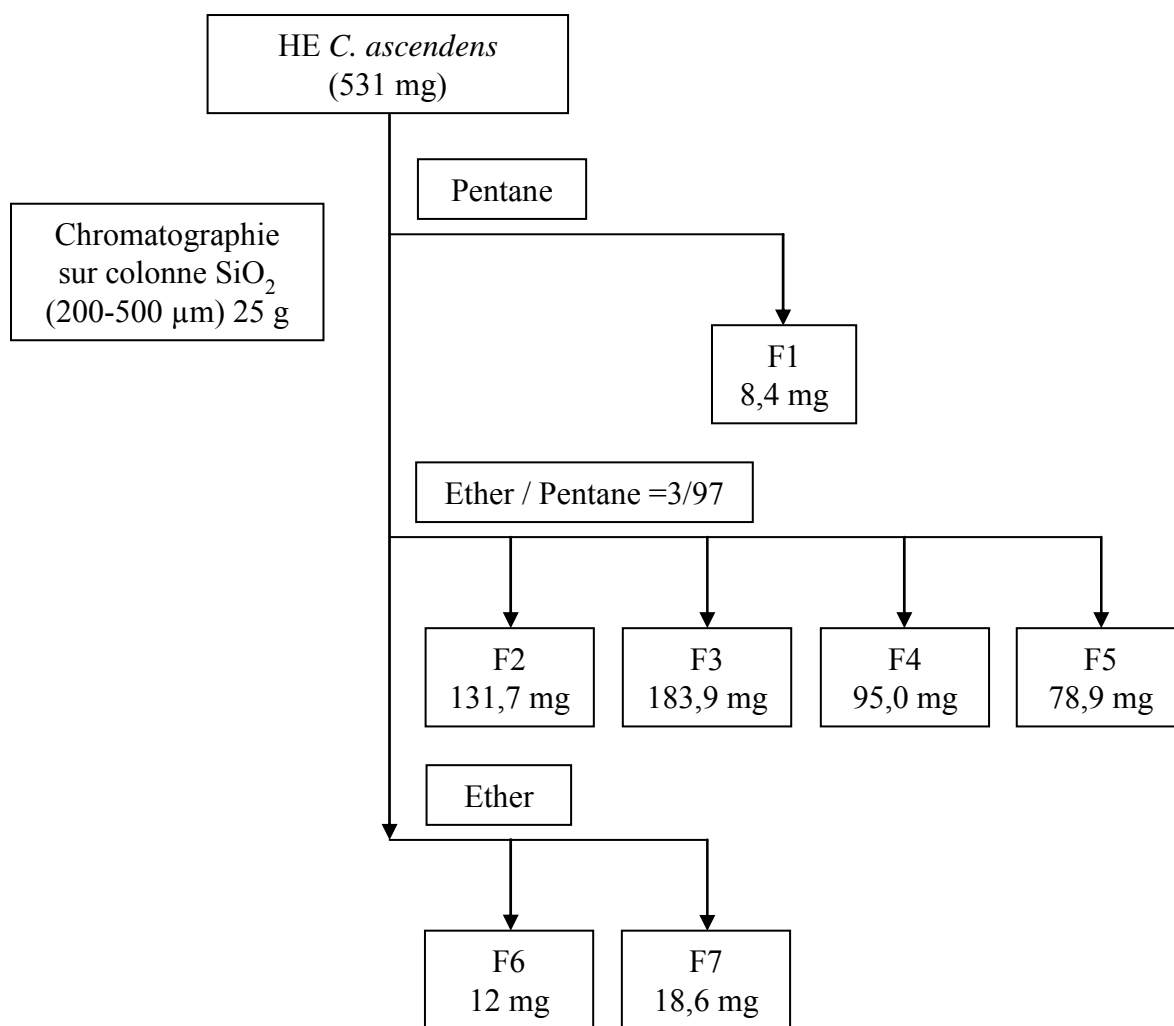 HE C. ascendens
(531 mg)
Pentane
Chromatographie
sur colonne SiO₂
(200-500 µm) 25 g
F1
8,4 mg
Ether / Pentane =3/97
F2
131,7 mg
F3
183,9 mg
F4
95,0 mg
F5
78,9 mg
Ether
F6
12 mg
F7
18,6 mg